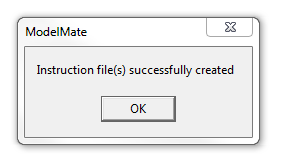 ModelMate
Instruction file(s) successfully created
OK